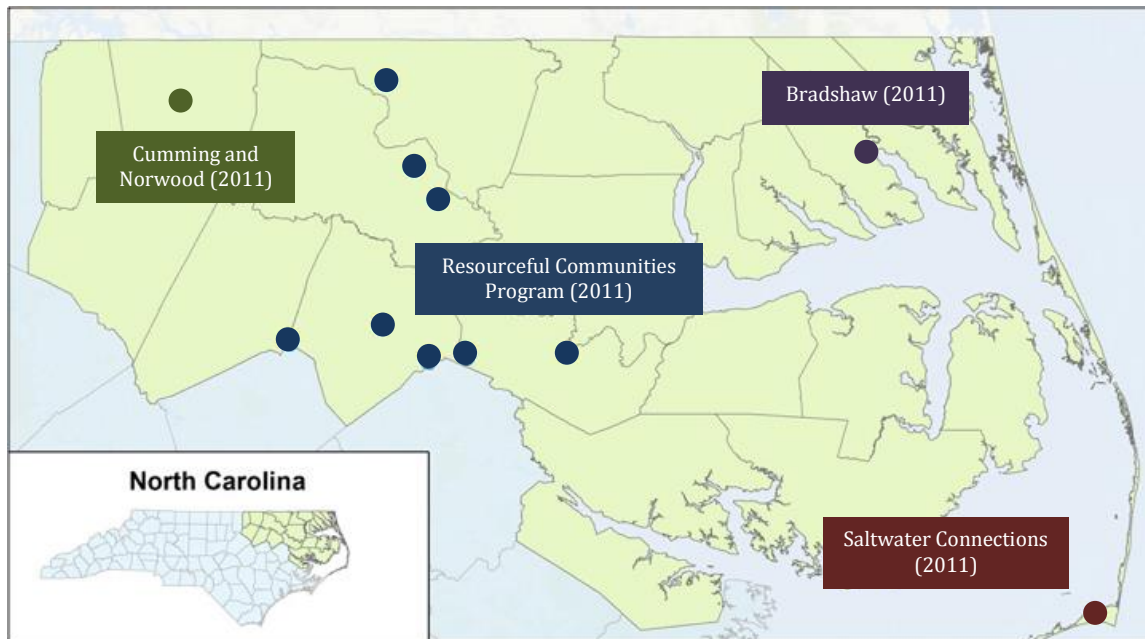 Bradshaw (2011)
Cumming and
Norwood (2011)
Resourceful Communities
Program (2011)
North Carolina
Saltwater Connections
(2011)